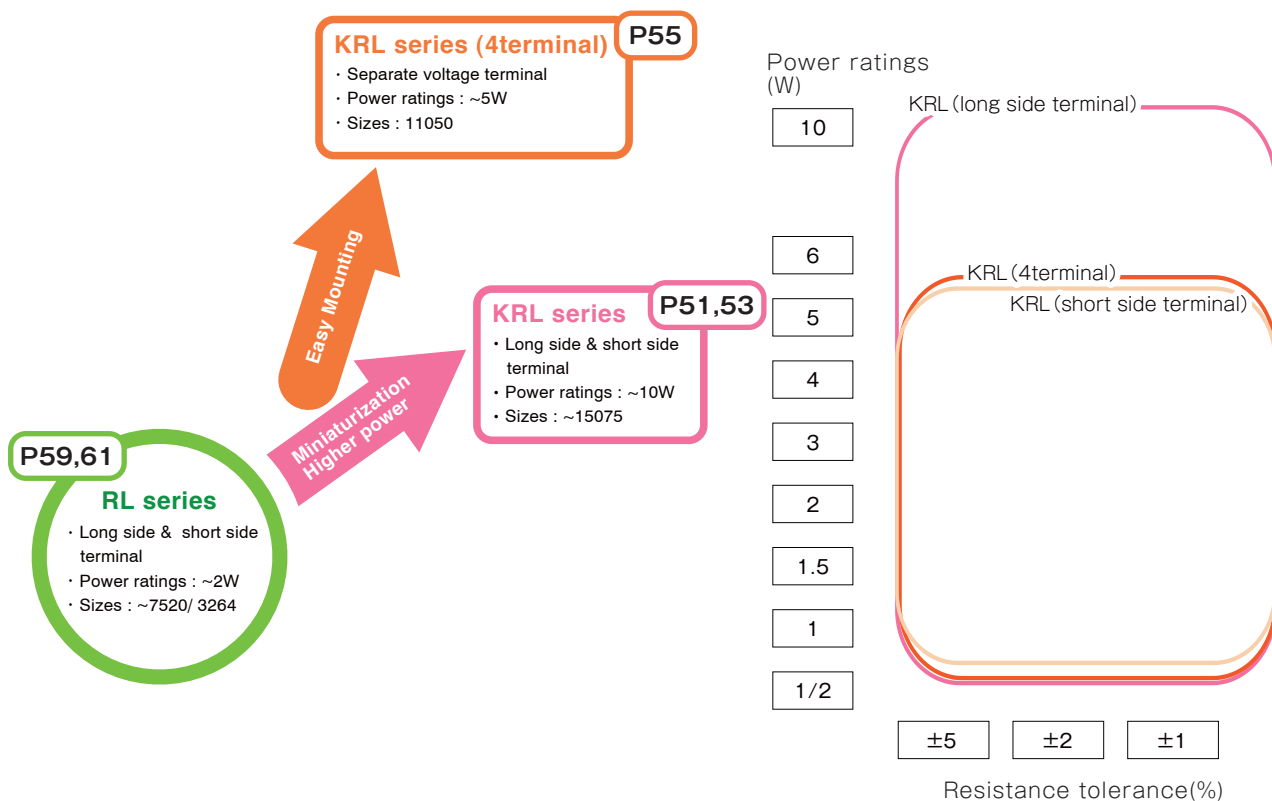 KRL series (4terminal)
P55
· Separate voltage terminal
· Power ratings : ~5W
· Sizes : 11050
Easy Mounting
KRL series
P51,53
· Long side & short side
terminal
· Power ratings : ~10W
· Sizes : ~15075
Miniaturization
Higher power
P59,61
RL series
· Long side & short side
terminal
· Power ratings : ~2W
· Sizes : ~7520/ 3264
Power ratings
(W)
10
6
5
4
3
2
1.5
1
1/2
KRL(long side terminal)
KRL(4terminal)
KRL(short side terminal)
±5 ±2 ±1
Resistance tolerance(%)